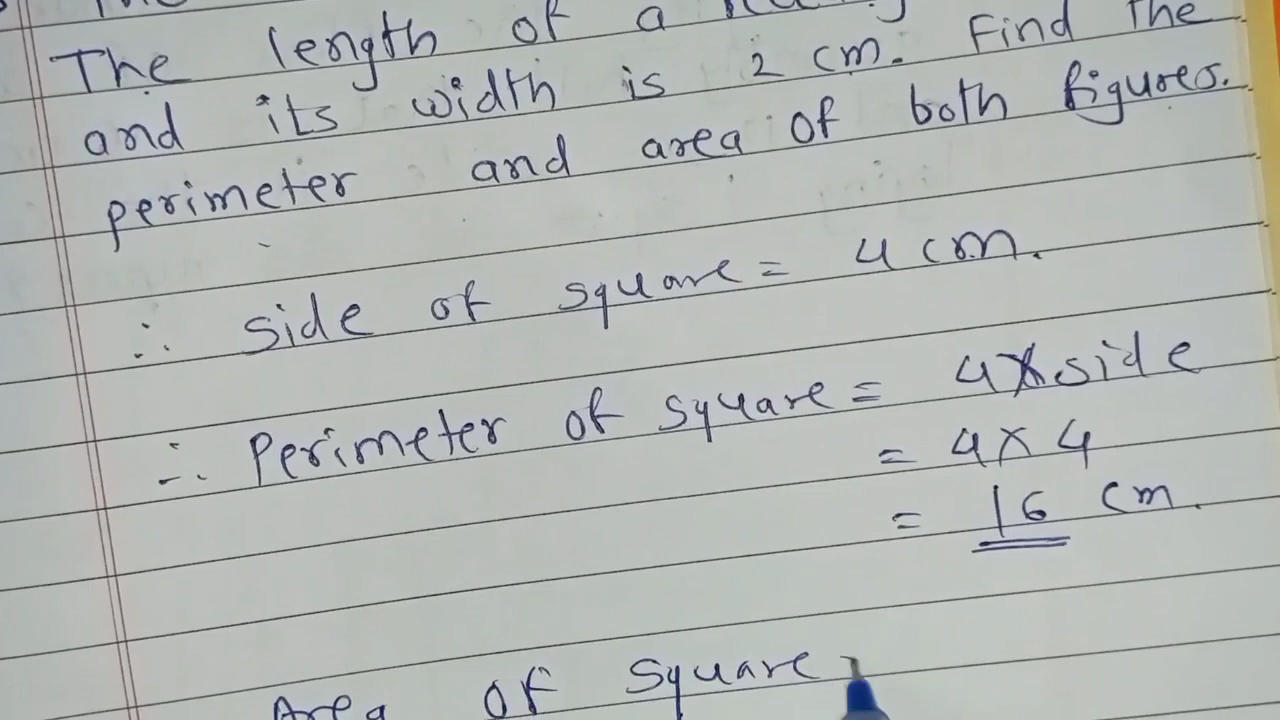 The length of a
and its width is 2 cm. Find the
perimeter and area of both figures.
∴ side of square = 4 cm.
∴ Perimeter of square = 4 x side
= 4 x 4
= 16 cm.
Area of square =